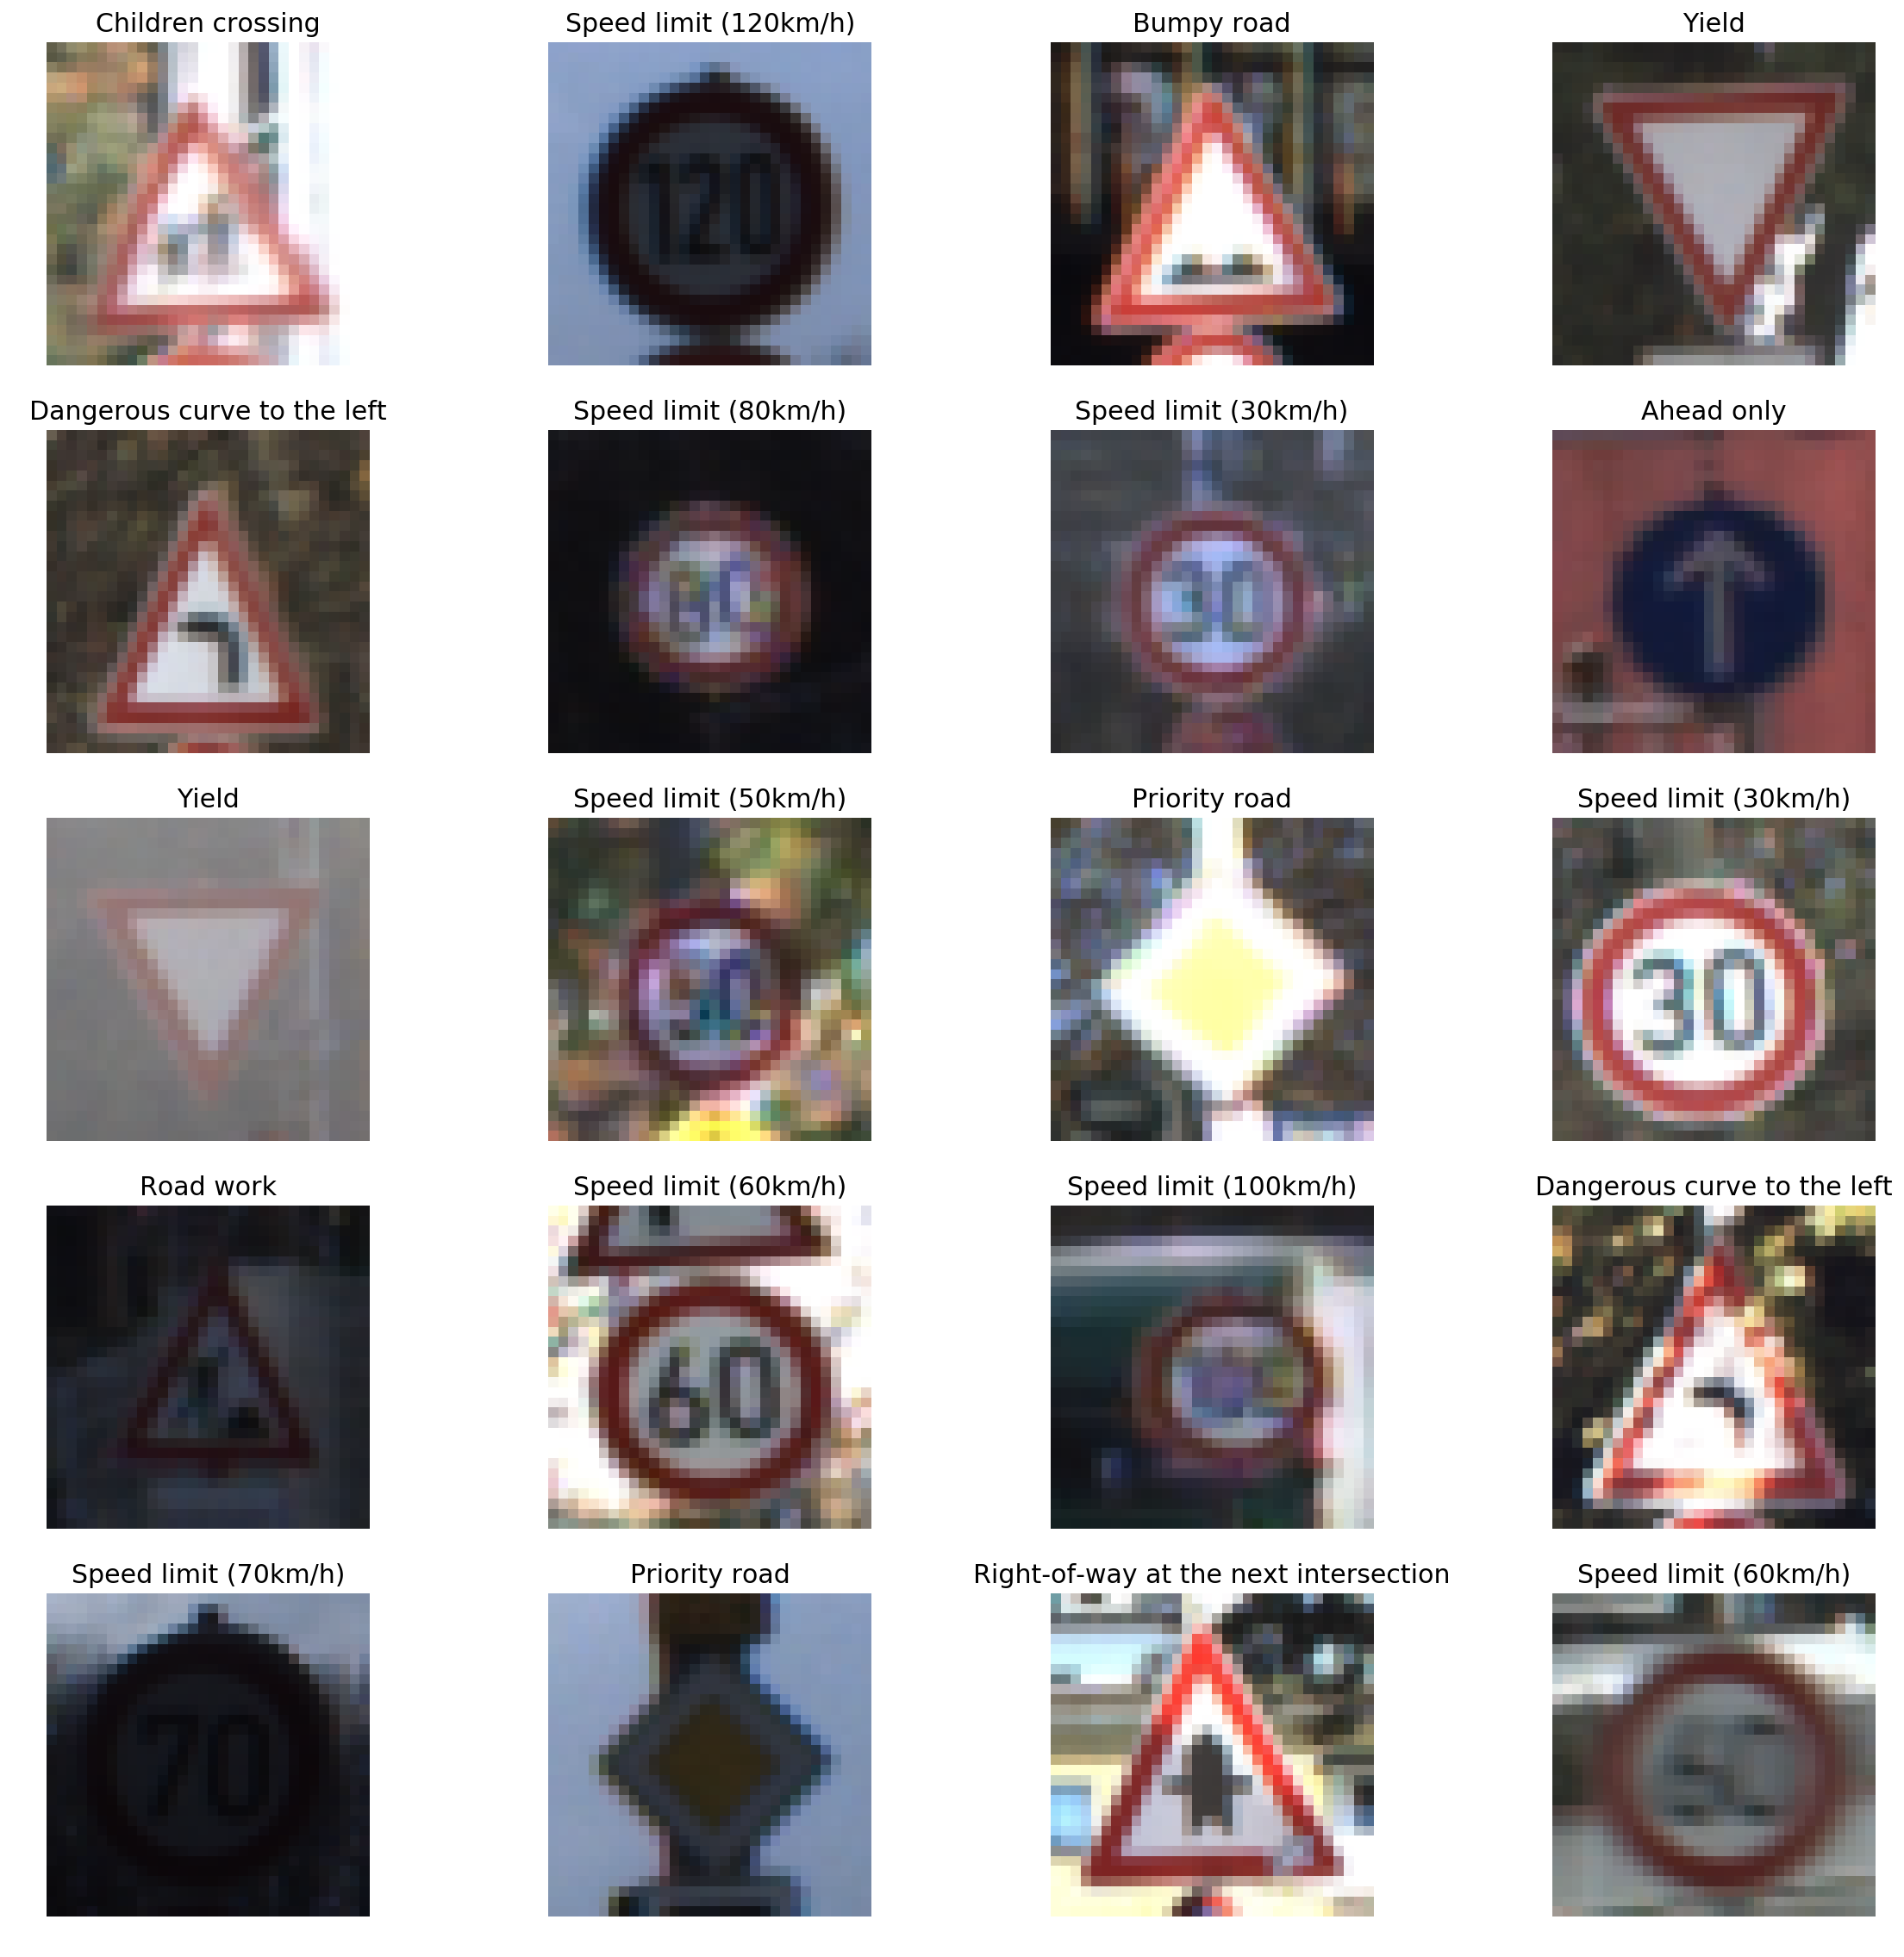 Children crossing
Speed limit (120km/h)
Bumpy road
Yield
120
Dangerous curve to the left
Speed limit (80km/h)
Speed limit (30km/h)
Ahead only
80
30
Yield
Speed limit (50km/h)
Priority road
Speed limit (30km/h)
30
Road work
Speed limit (60km/h)
Speed limit (100km/h)
Dangerous curve to the left
60
Speed limit (70km/h)
Priority road
Right-of-way at the next intersection
Speed limit (60km/h)
70